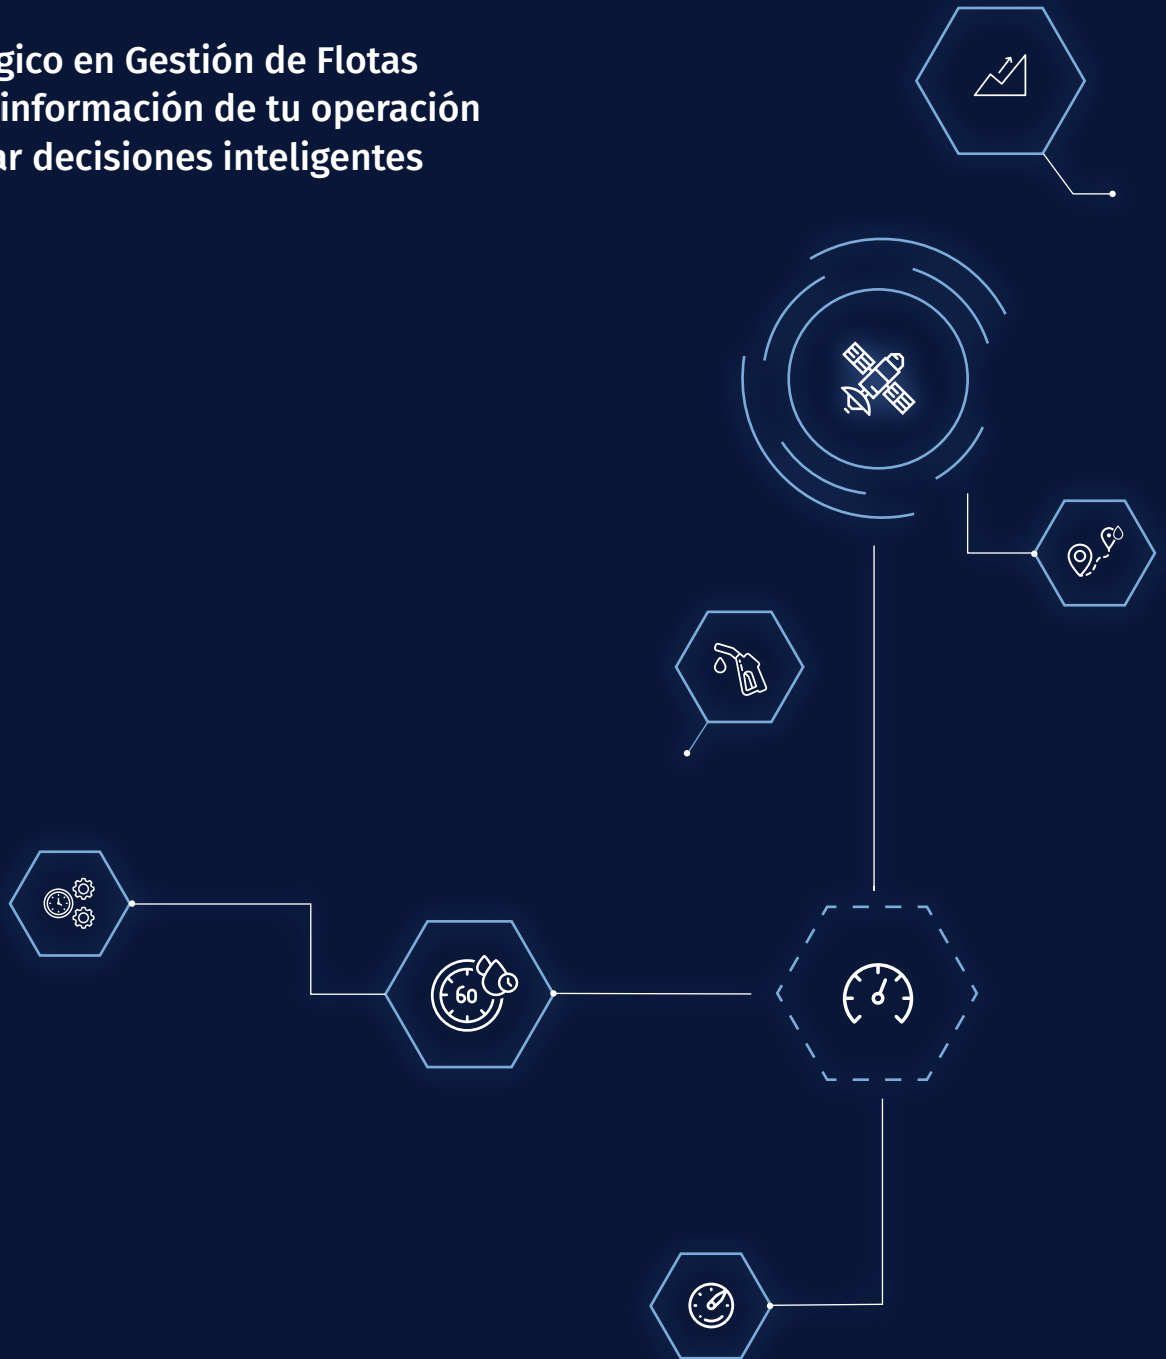 gico en Gestión de Flotas
información de tu operación
ar decisiones inteligentes
60